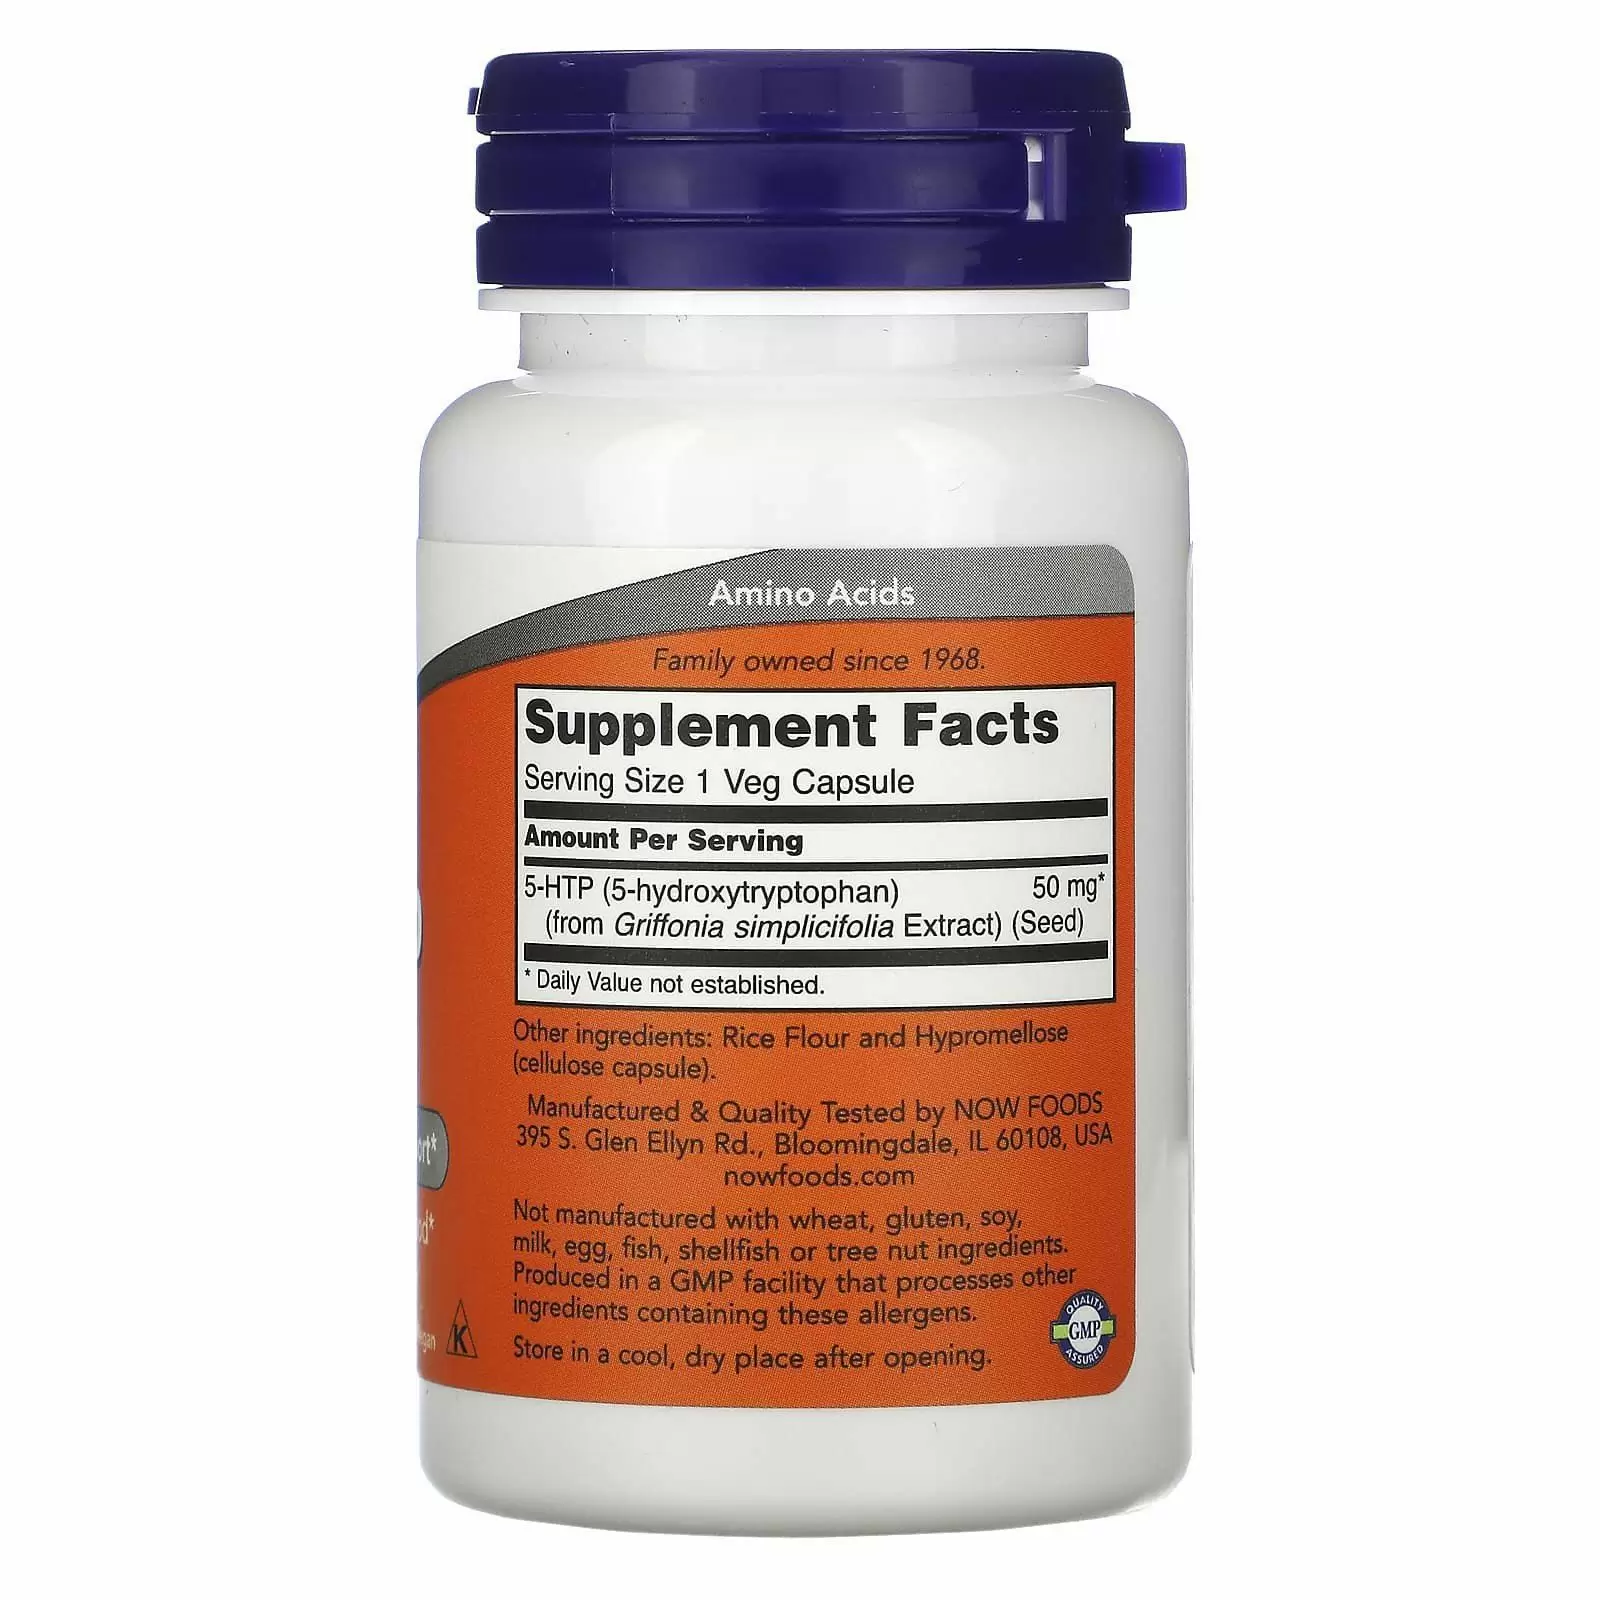 Amino Acids
Family owned since 1968.
Supplement Facts
Serving Size 1 Veg Capsule
Amount Per Serving
5-HTP (5-hydroxytryptophan) 50 mg*
(from Griffonia simplicifolia Extract) (Seed)
* Daily Value not established.
Other ingredients: Rice Flour and Hypromellose
(cellulose capsule).
Manufactured & Quality Tested by NOW FOODS
395 S. Glen Ellyn Rd., Bloomingdale, IL 60108, USA
nowfoods.com
Not manufactured with wheat, gluten, soy,
milk, egg, fish, shellfish or tree nut ingredients.
Produced in a GMP facility that processes other
ingredients containing these allergens.
Store in a cool, dry place after opening.
QUALITY
GMP
ASSURED
K